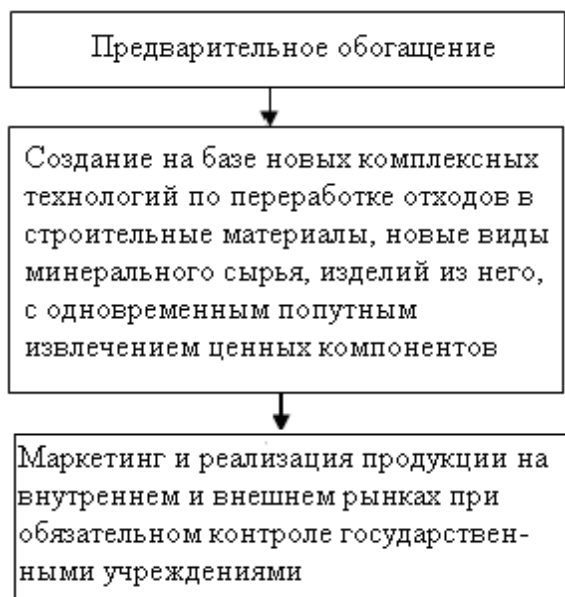 Предварительное обогащение
Создание на базе новых комплексных
технологий по переработке отходов в
строительные материалы, новые виды
минерального сырья, изделий из него,
с одновременным попутным
извлечением ценных компонентов
Маркетинг и реализация продукции на
внутреннем и внешнем рынках при
обязательном контроле государствен-
ными учреждениями